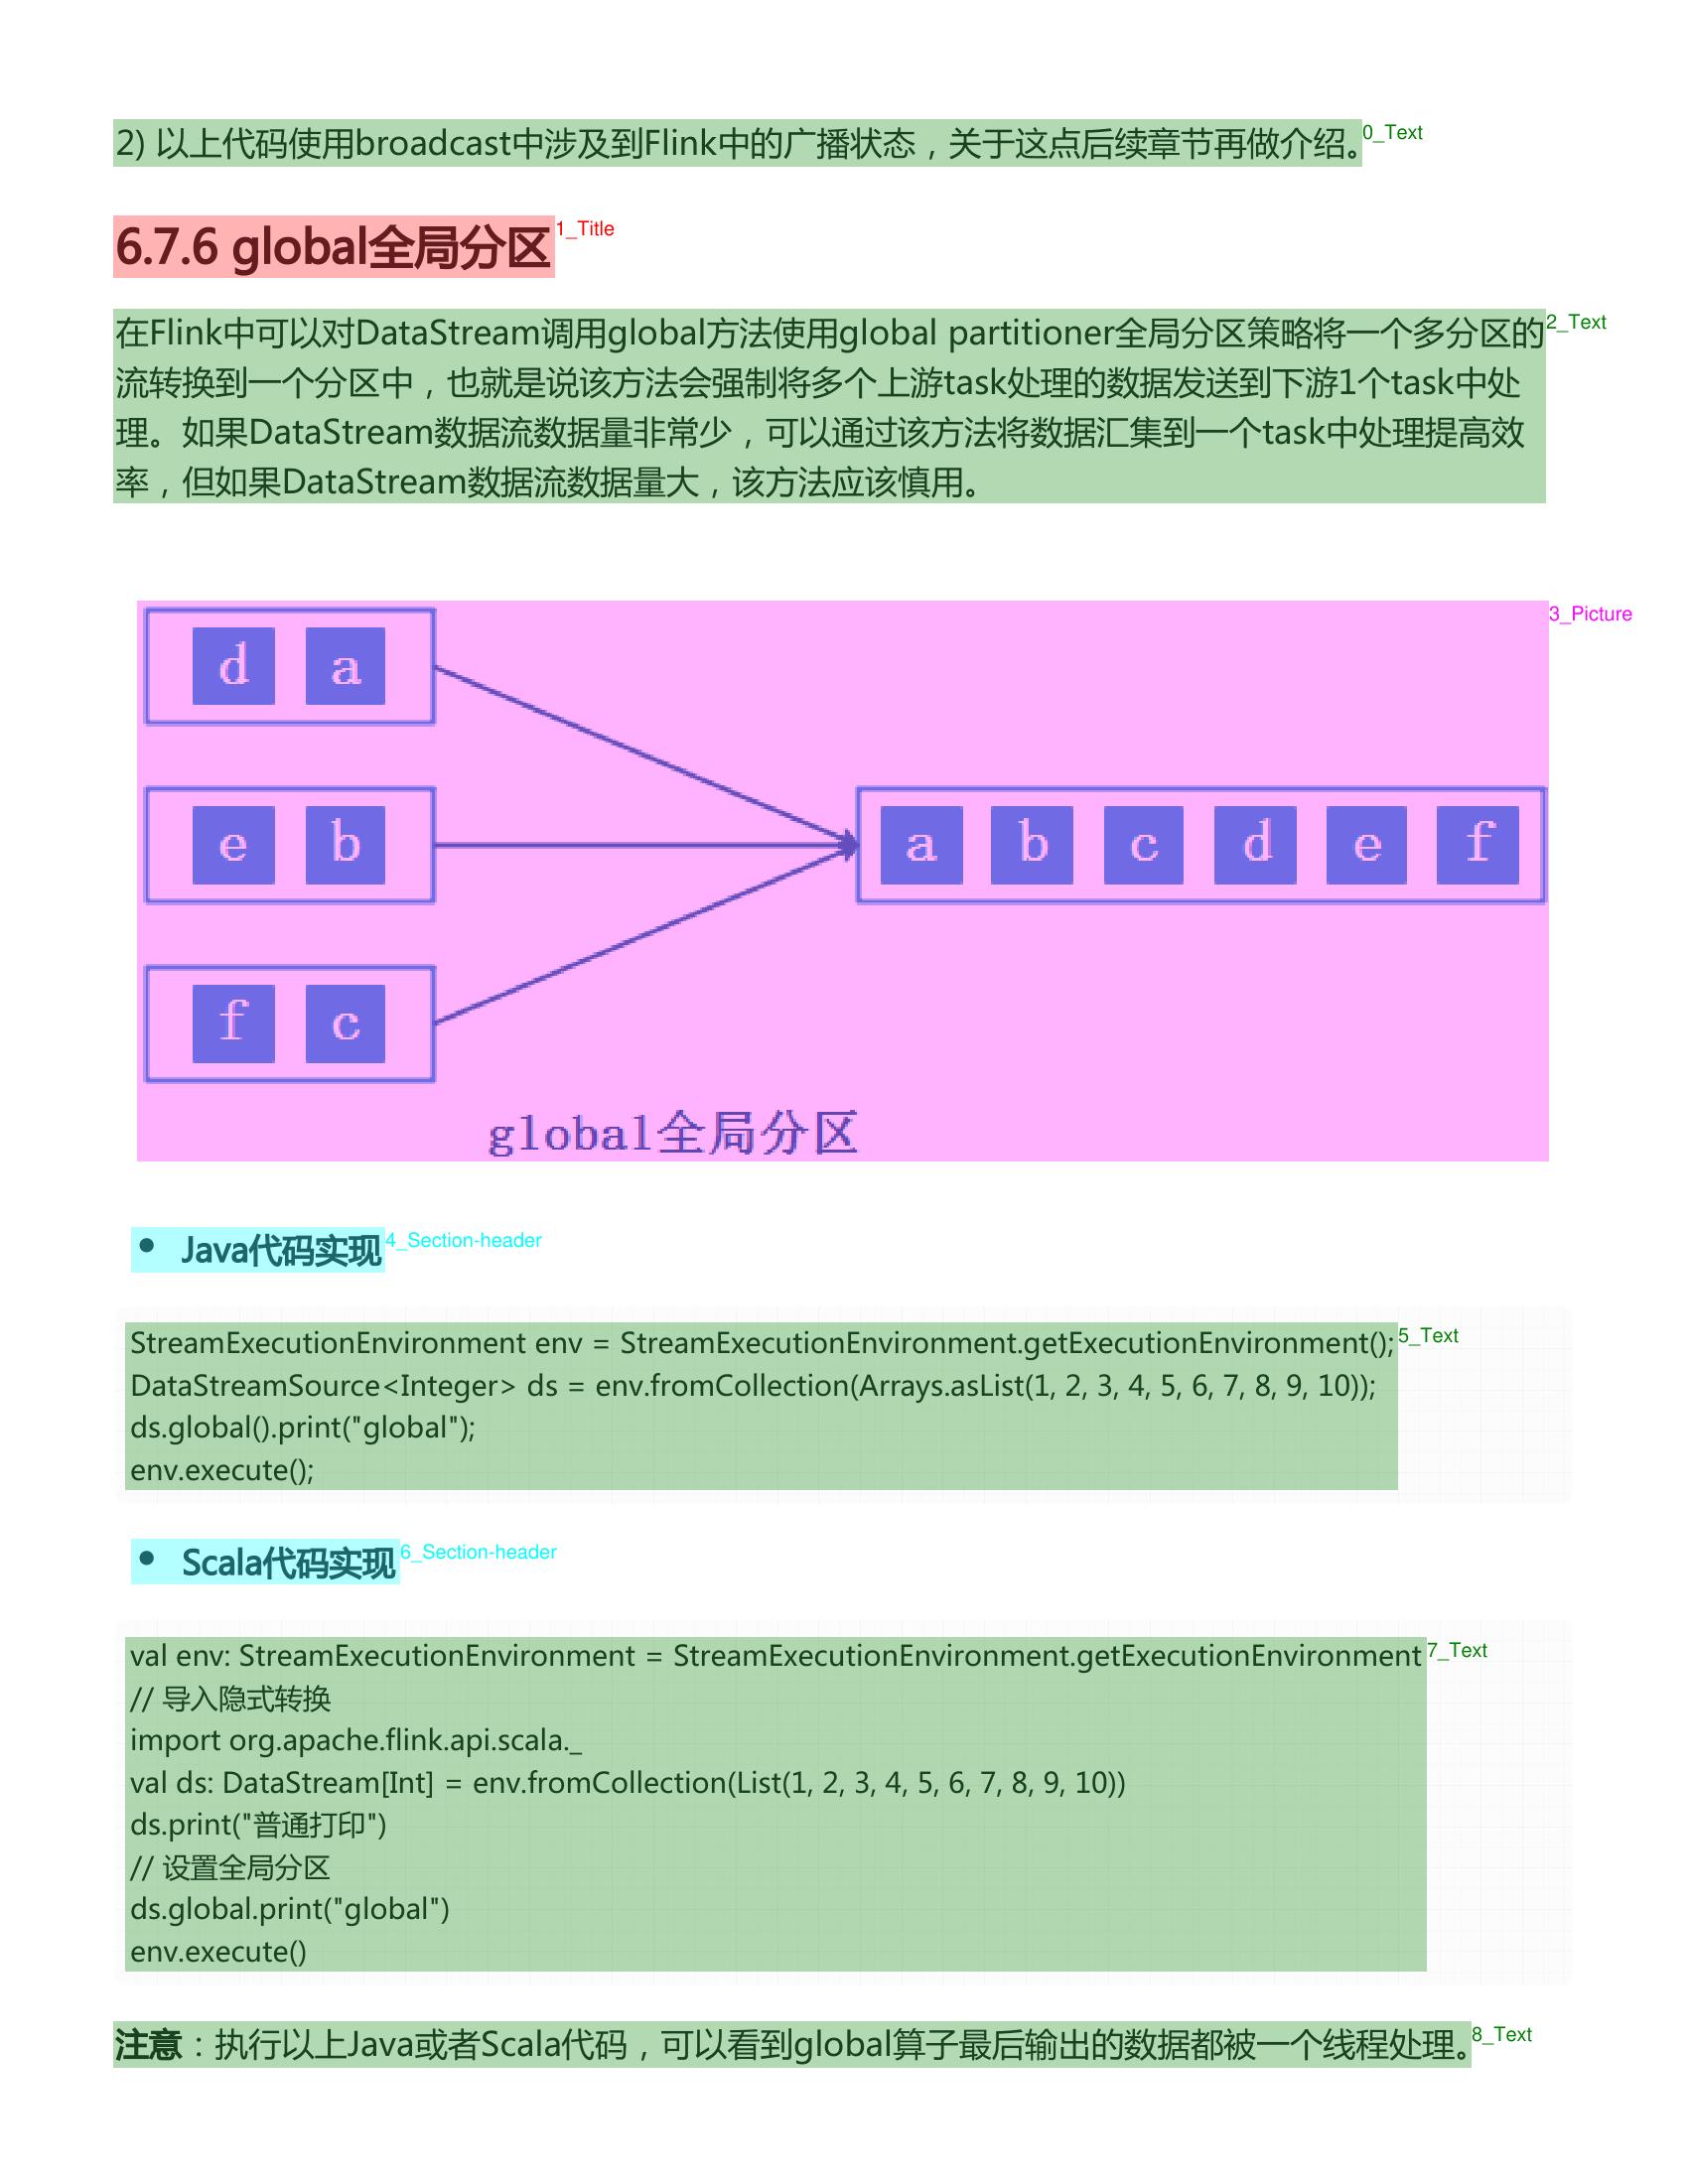 2) 以上代码使用broadcast中涉及到Flink中的广播状态，关于这点后续章节再做介绍。
0_Text
6.7.6 global全局分区
1_Title
在Flink中可以对DataStream调用global方法使用global partitioner全局分区策略将一个多分区的
2_Text
流转换到一个分区中，也就是说该方法会强制将多个上游task处理的数据发送到下游1个task中处
理。如果DataStream数据流数据量非常少，可以通过该方法将数据汇集到一个task中处理提高效
率，但如果DataStream数据流数据量大，该方法应该慎用。
3_Picture
d a
e b
a b c d e f
f c
global全局分区
• Java代码实现
4_Section-header
StreamExecutionEnvironment env = StreamExecutionEnvironment.getExecutionEnvironment();
5_Text
DataStreamSource<Integer> ds = env.fromCollection(Arrays.asList(1, 2, 3, 4, 5, 6, 7, 8, 9, 10));
ds.global().print("global");
env.execute();
• Scala代码实现
6_Section-header
val env: StreamExecutionEnvironment = StreamExecutionEnvironment.getExecutionEnvironment
7_Text
// 导入隐式转换
import org.apache.flink.api.scala._
val ds: DataStream[Int] = env.fromCollection(List(1, 2, 3, 4, 5, 6, 7, 8, 9, 10))
ds.print("普通打印")
// 设置全局分区
ds.global.print("global")
env.execute()
注意：执行以上Java或者Scala代码，可以看到global算子最后输出的数据都被一个线程处理。
8_Text